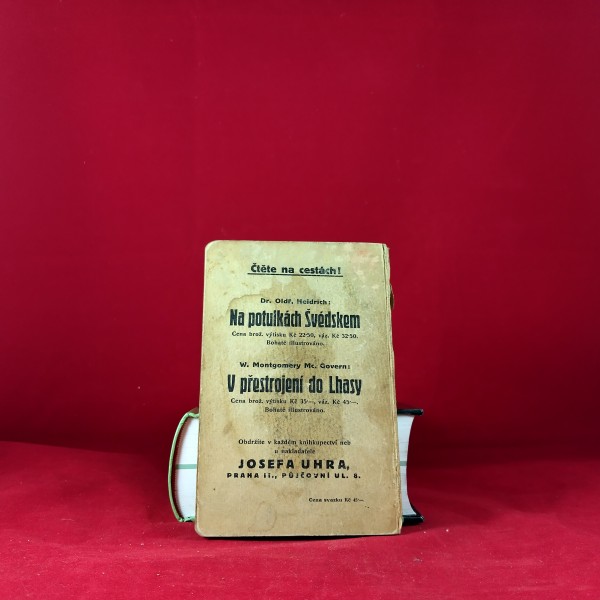 Čtěte na cestách!
Dr. Oldř. Heidrich:
Na potulkách Švédskem
Cena brož. výtisku Kč 22·50, váz. Kč 32·50.
Bohatě illustrováno.
W. Montgomery Mc. Govern:
V přestrojení do Lhasy
Cena brož. výtisku Kč 35·—, váz. Kč 45·—.
Bohatě illustrováno.
Obdržíte v každém knihkupectví neb
u nakladatele
JOSEFA UHRA,
PRAHA II., PŮJČOVNÍ UL. 8.
Cena svazku Kč 4·—